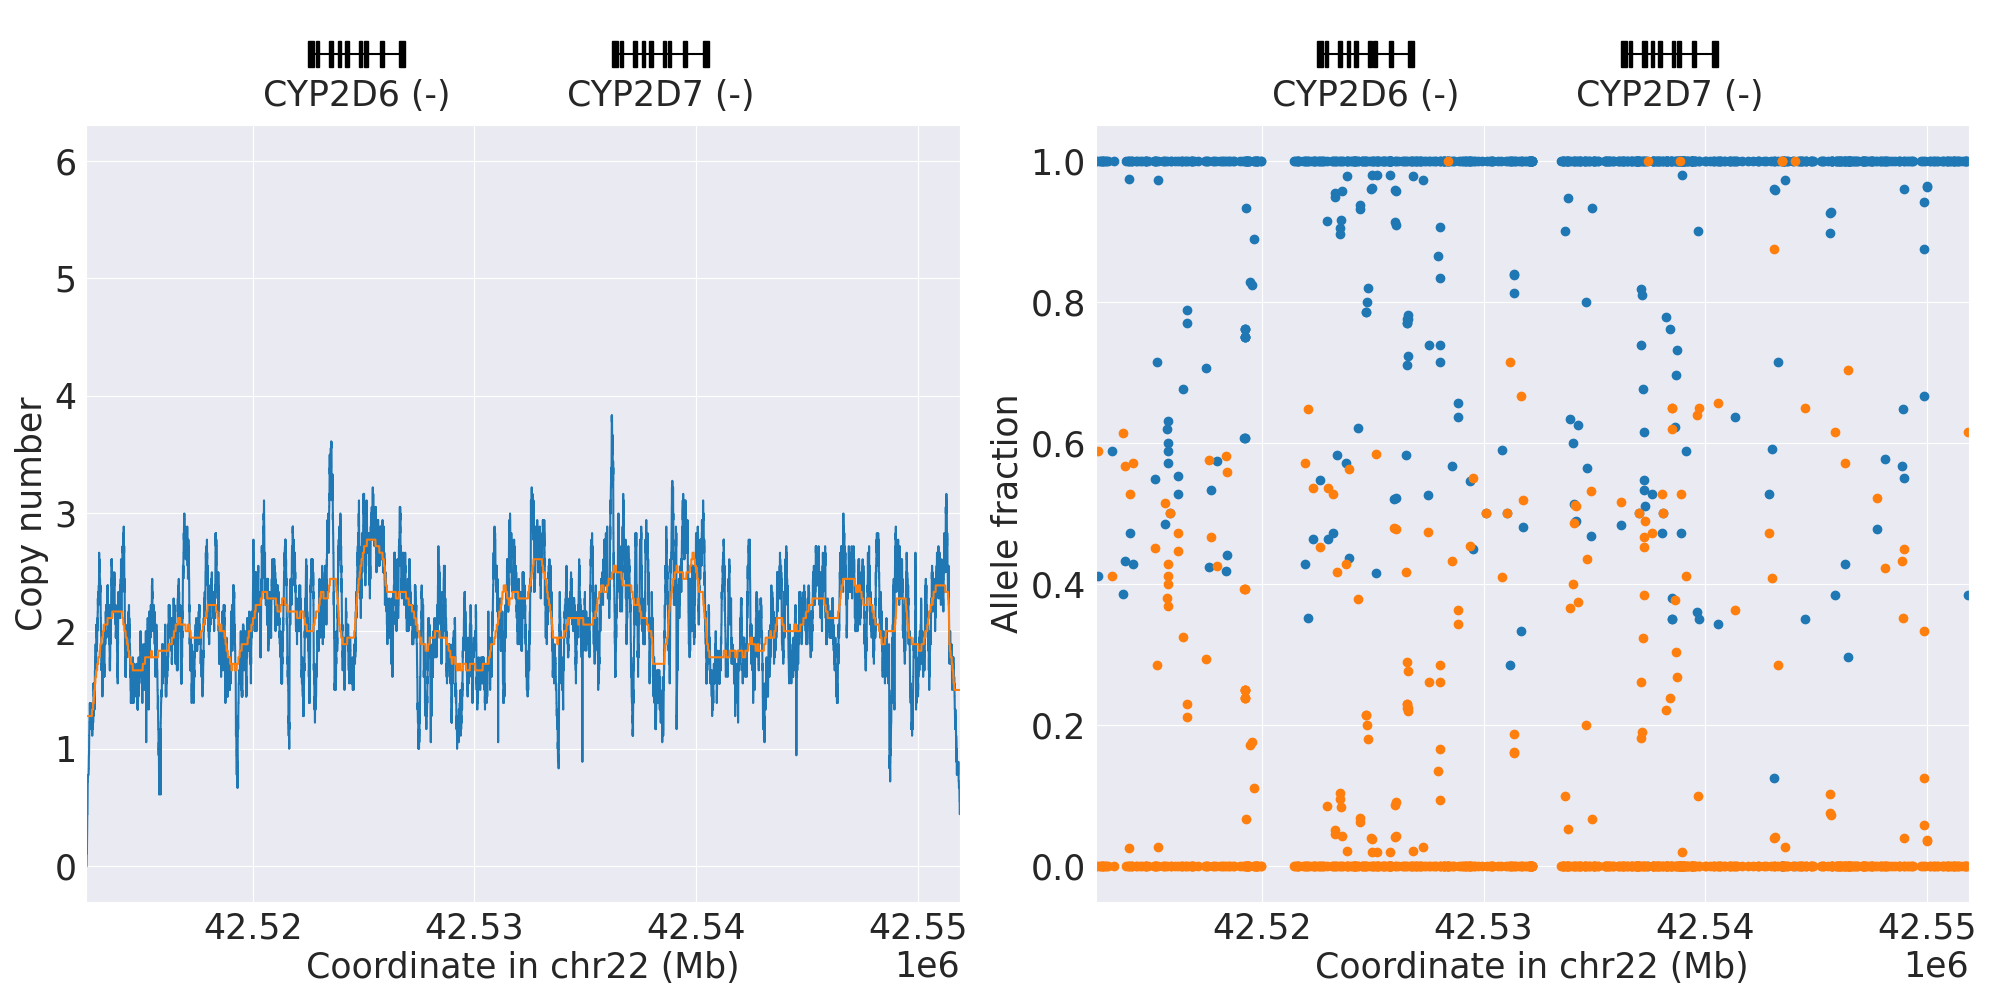 CYP2D6 (-) CYP2D7 (-) CYP2D6 (-) CYP2D7 (-)
Copy number
6
5
4
3
2
1
0
42.52 42.53 42.54 42.55
Coordinate in chr22 (Mb) 1e6
Allele fraction
1.0
0.8
0.6
0.4
0.2
0.0
42.52 42.53 42.54 42.55
Coordinate in chr22 (Mb) 1e6